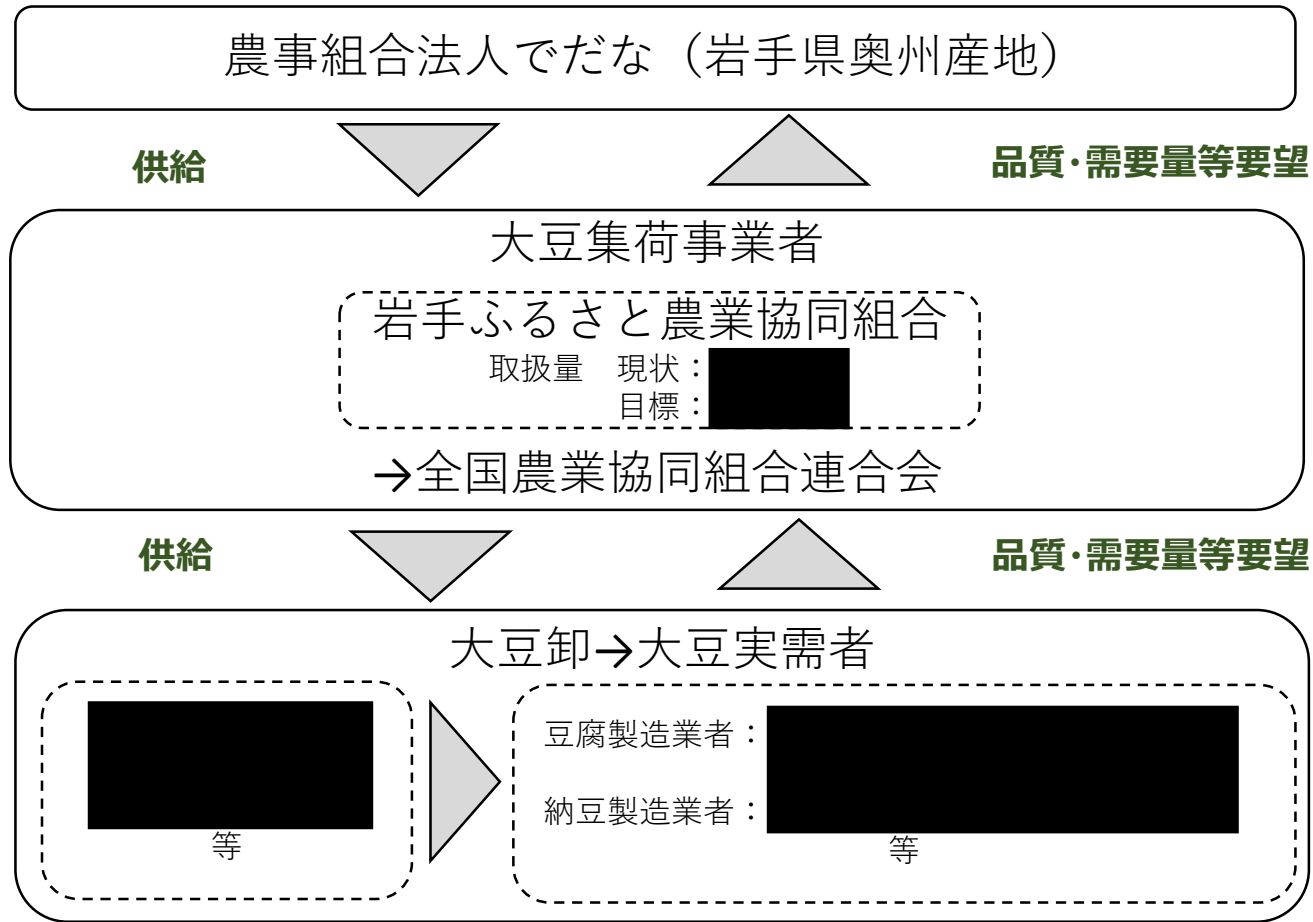 農事組合法人でだな（岩手県奥州産地）
供給
品質･需要量等要望
大豆集荷事業者
岩手ふるさと農業協同組合
取扱量　現状：
目標：
→全国農業協同組合連合会
供給
品質･需要量等要望
大豆卸→大豆実需者
等
豆腐製造業者：
納豆製造業者：
等